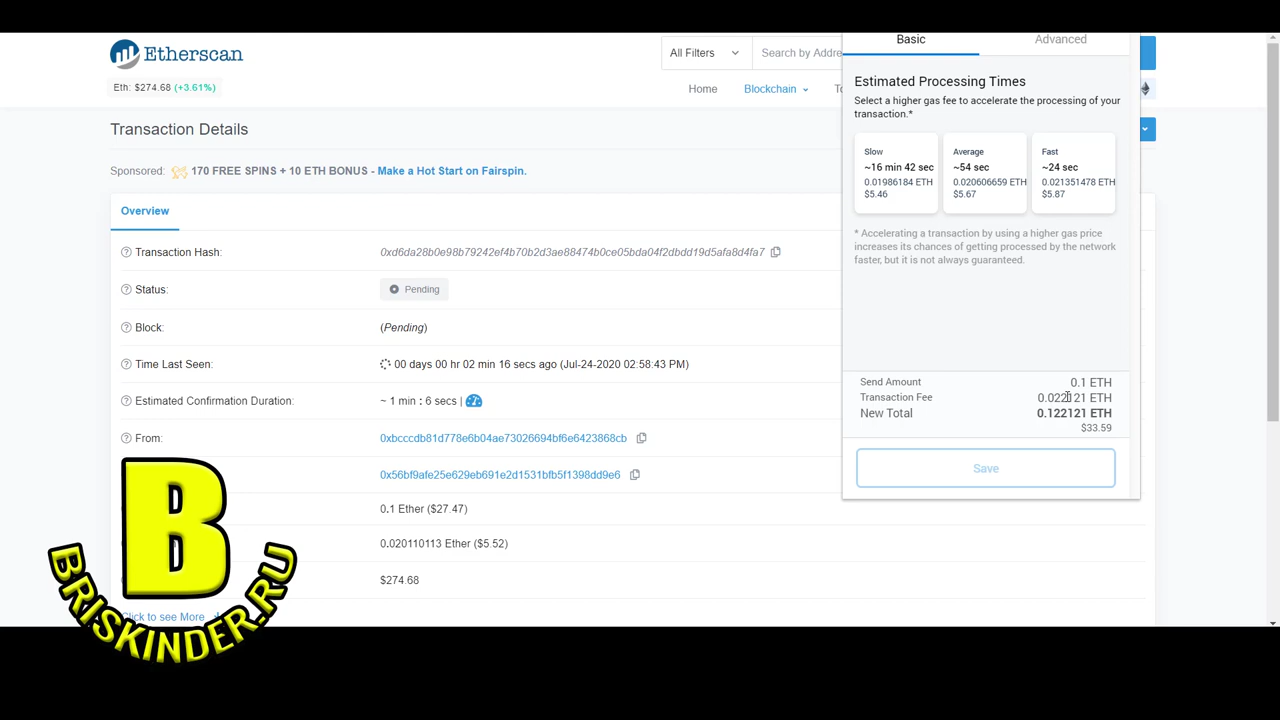 Etherscan
All Filters
Search by Addre
Eth: $274.68 (+3.61%)
Home
Blockchain
To
Transaction Details
Sponsored: 170 FREE SPINS + 10 ETH BONUS - Make a Hot Start on Fairspin.
Overview
Transaction Hash: 0xd6da28b0e98b79242ef4b70b2d3ae88474b0ce05bda04f2dbdd19d5afa8d4fa7
Status: Pending
Block: (Pending)
Time Last Seen: 00 days 00 hr 02 min 16 secs ago (Jul-24-2020 02:58:43 PM)
Estimated Confirmation Duration: ~ 1 min : 6 secs |
From: 0xbcccdb81d778e6b04ae73026694bf6e6423868cb
0x56bf9afe25e629eb691e2d1531bfb5f1398dd9e6
0.1 Ether ($27.47)
0.020110113 Ether ($5.52)
$274.68
Click to see More
Basic
Advanced
Estimated Processing Times
Select a higher gas fee to accelerate the processing of your
transaction.*
Slow
~16 min 42 sec
0.01986184 ETH
$5.46
Average
~54 sec
0.020606659 ETH
$5.67
Fast
~24 sec
0.021351478 ETH
$5.87
* Accelerating a transaction by using a higher gas price
increases its chances of getting processed by the network
faster, but it is not always guaranteed.
Send Amount 0.1 ETH
Transaction Fee 0.022121 ETH
New Total 0.122121 ETH
$33.59
Save
B
BRISKINDER.RU